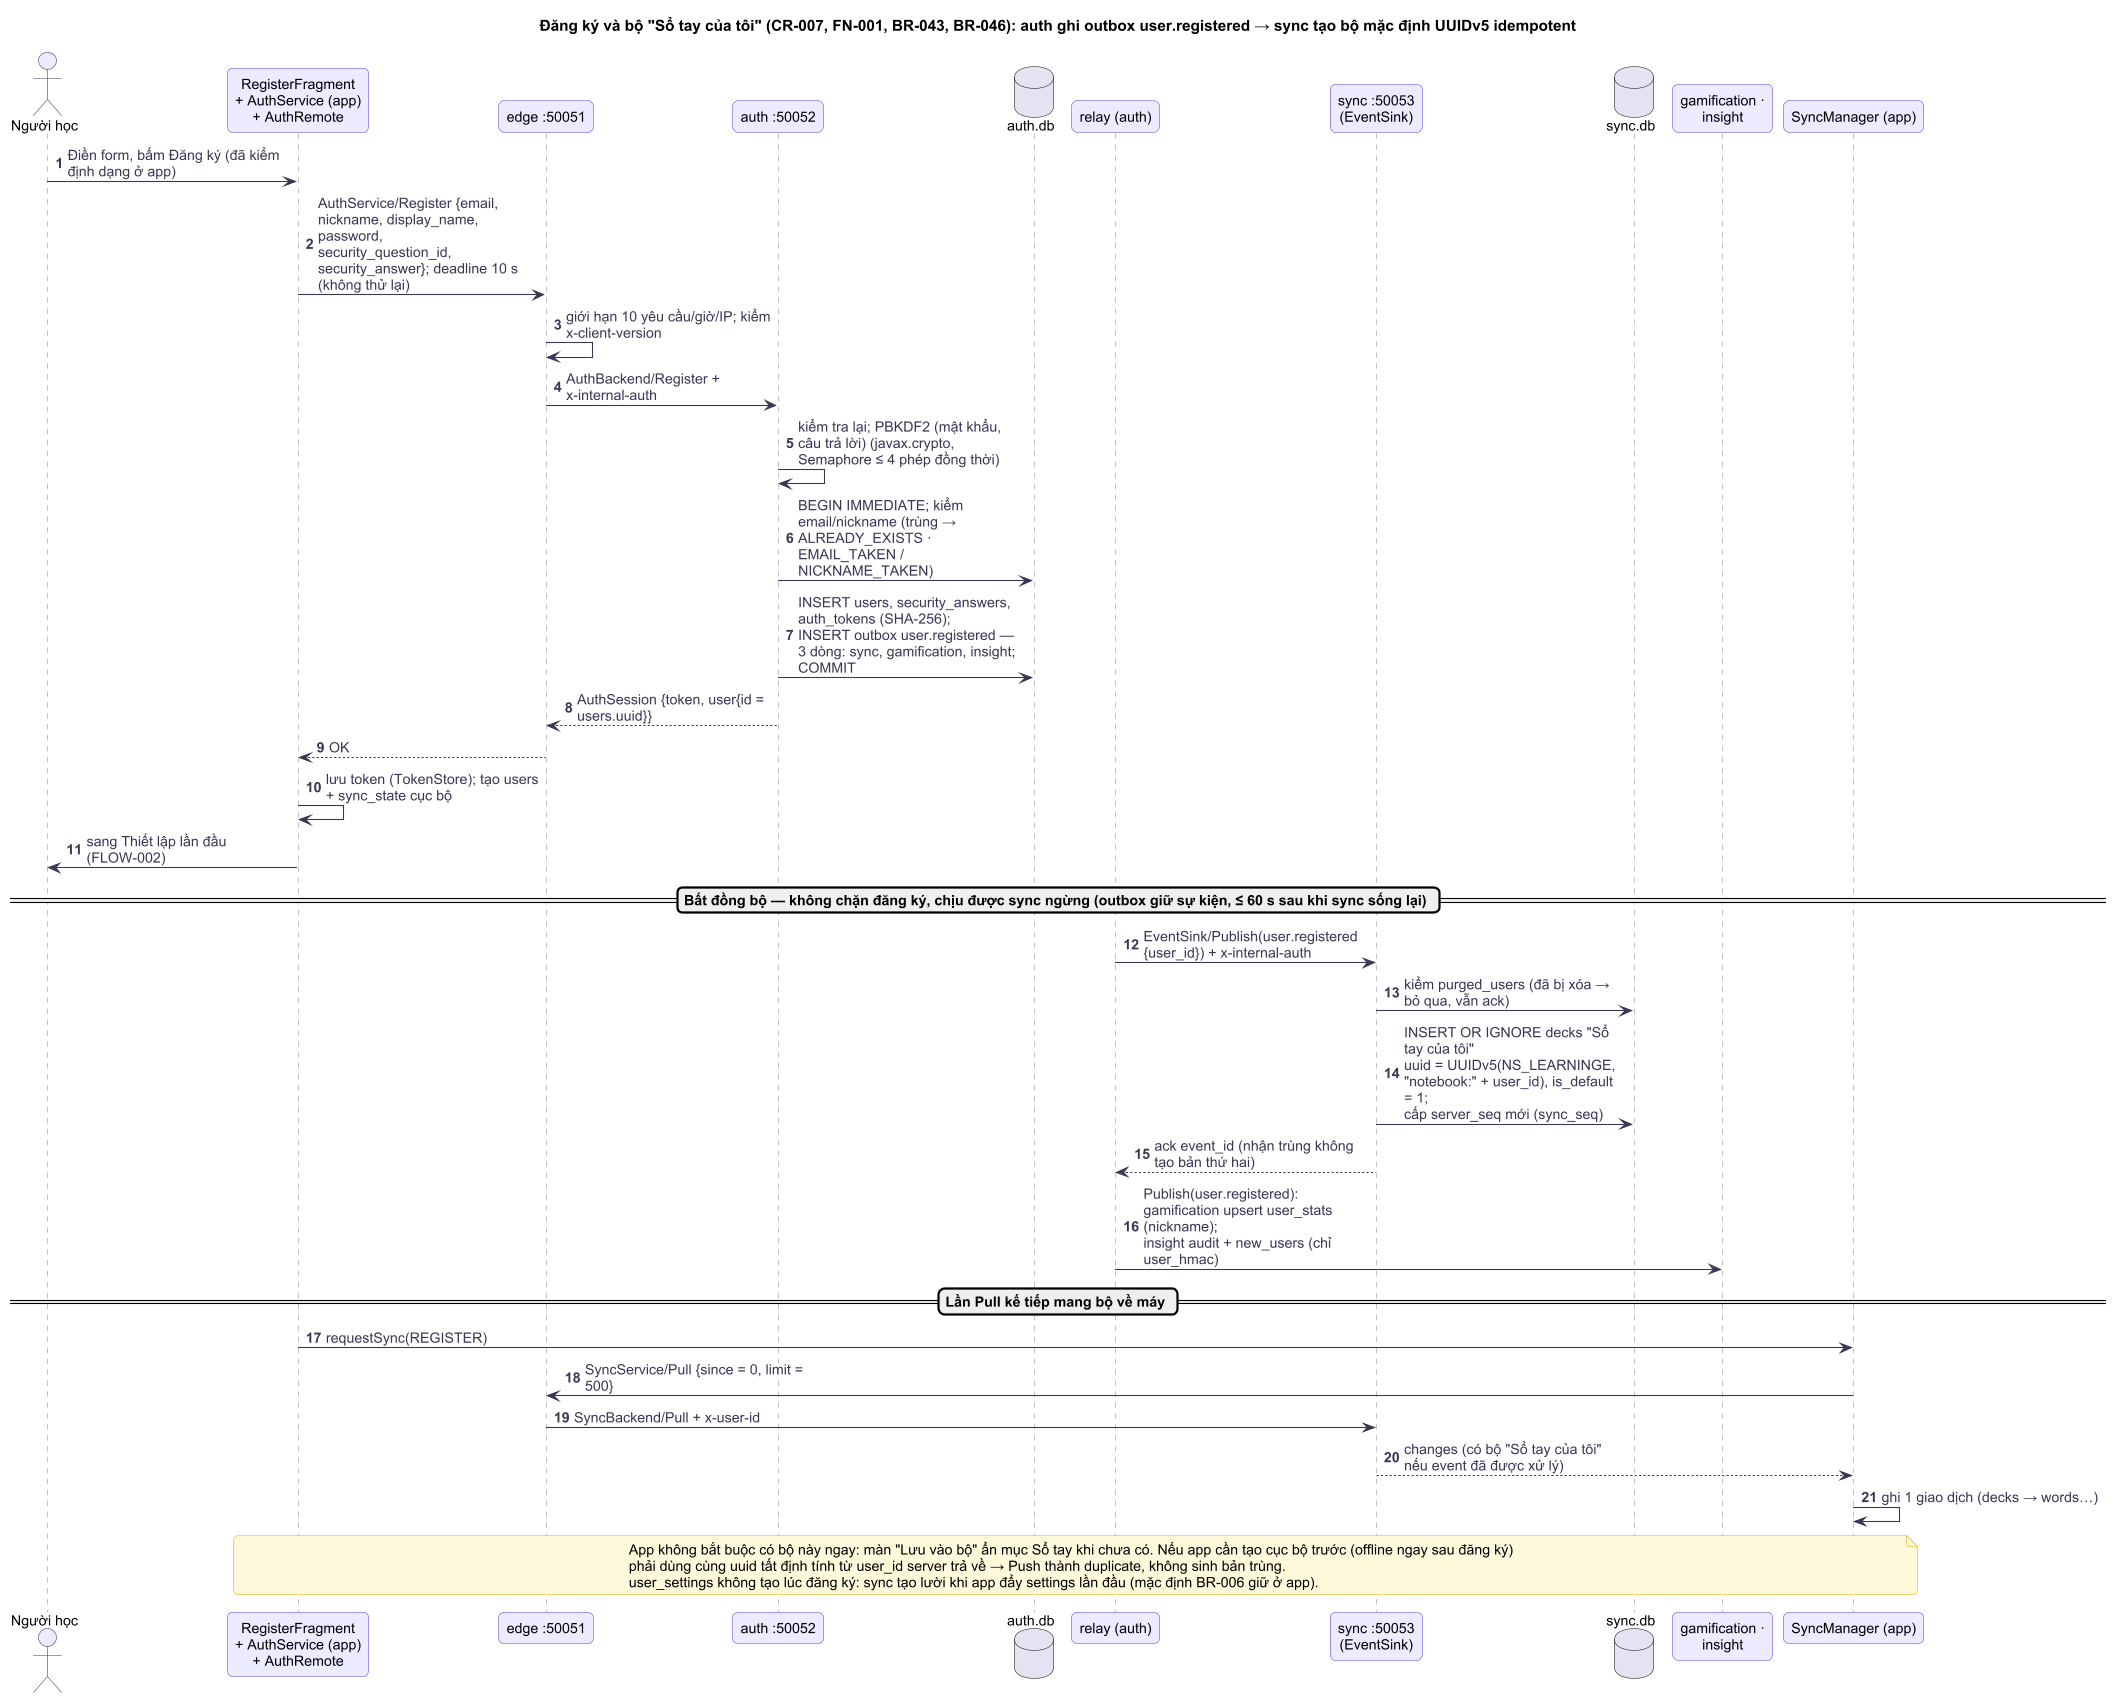 Đăng ký và bộ "Sổ tay của tôi" (CR-007, FN-001, BR-043, BR-046): auth ghi outbox user.registered → sync tạo bộ mặc định UUIDv5 idempotent
Người học
RegisterFragment
+ AuthService (app)
+ AuthRemote
edge :50051
auth :50052
auth.db
relay (auth)
sync :50053
(EventSink)
sync.db
gamification ·
insight
SyncManager (app)
1 Điền form, bấm Đăng ký (đã kiểm
định dạng ở app)
2 AuthService/Register {email,
nickname, display_name,
password,
security_question_id,
security_answer}; deadline 10 s
(không thử lại)
3 giới hạn 10 yêu cầu/giờ/IP; kiểm
x-client-version
4 AuthBackend/Register +
x-internal-auth
5 kiểm tra lại; PBKDF2 (mật khẩu,
câu trả lời) (javax.crypto,
Semaphore ≤ 4 phép đồng thời)
6 BEGIN IMMEDIATE; kiểm
email/nickname (trùng →
ALREADY_EXISTS ·
EMAIL_TAKEN /
NICKNAME_TAKEN)
7 INSERT users, security_answers,
auth_tokens (SHA-256);
INSERT outbox user.registered —
3 dòng: sync, gamification, insight;
COMMIT
8 AuthSession {token, user{id =
users.uuid}}
9 OK
10 lưu token (TokenStore); tạo users
+ sync_state cục bộ
11 sang Thiết lập lần đầu
(FLOW-002)
Bất đồng bộ — không chặn đăng ký, chịu được sync ngừng (outbox giữ sự kiện, ≤ 60 s sau khi sync sống lại)
12 EventSink/Publish(user.registered
{user_id}) + x-internal-auth
13 kiểm purged_users (đã bị xóa →
bỏ qua, vẫn ack)
14 INSERT OR IGNORE decks "Sổ
tay của tôi"
uuid = UUIDv5(NS_LEARNINGE,
"notebook:" + user_id), is_default
= 1;
cấp server_seq mới (sync_seq)
15 ack event_id (nhận trùng không
tạo bản thứ hai)
16 Publish(user.registered):
gamification upsert user_stats
(nickname);
insight audit + new_users (chỉ
user_hmac)
Lần Pull kế tiếp mang bộ về máy
17 requestSync(REGISTER)
18 SyncService/Pull {since = 0, limit =
500}
19 SyncBackend/Pull + x-user-id
20 changes (có bộ "Sổ tay của tôi"
nếu event đã được xử lý)
21 ghi 1 giao dịch (decks → words…)
App không bắt buộc có bộ này ngay: màn "Lưu vào bộ" ẩn mục Sổ tay khi chưa có. Nếu app cần tạo cục bộ trước (offline ngay sau đăng ký)
phải dùng cùng uuid tất định tính từ user_id server trả về → Push thành duplicate, không sinh bản trùng.
user_settings không tạo lúc đăng ký: sync tạo lười khi app đẩy settings lần đầu (mặc định BR-006 giữ ở app).
Người học
RegisterFragment
+ AuthService (app)
+ AuthRemote
edge :50051
auth :50052
auth.db
relay (auth)
sync :50053
(EventSink)
sync.db
gamification ·
insight
SyncManager (app)